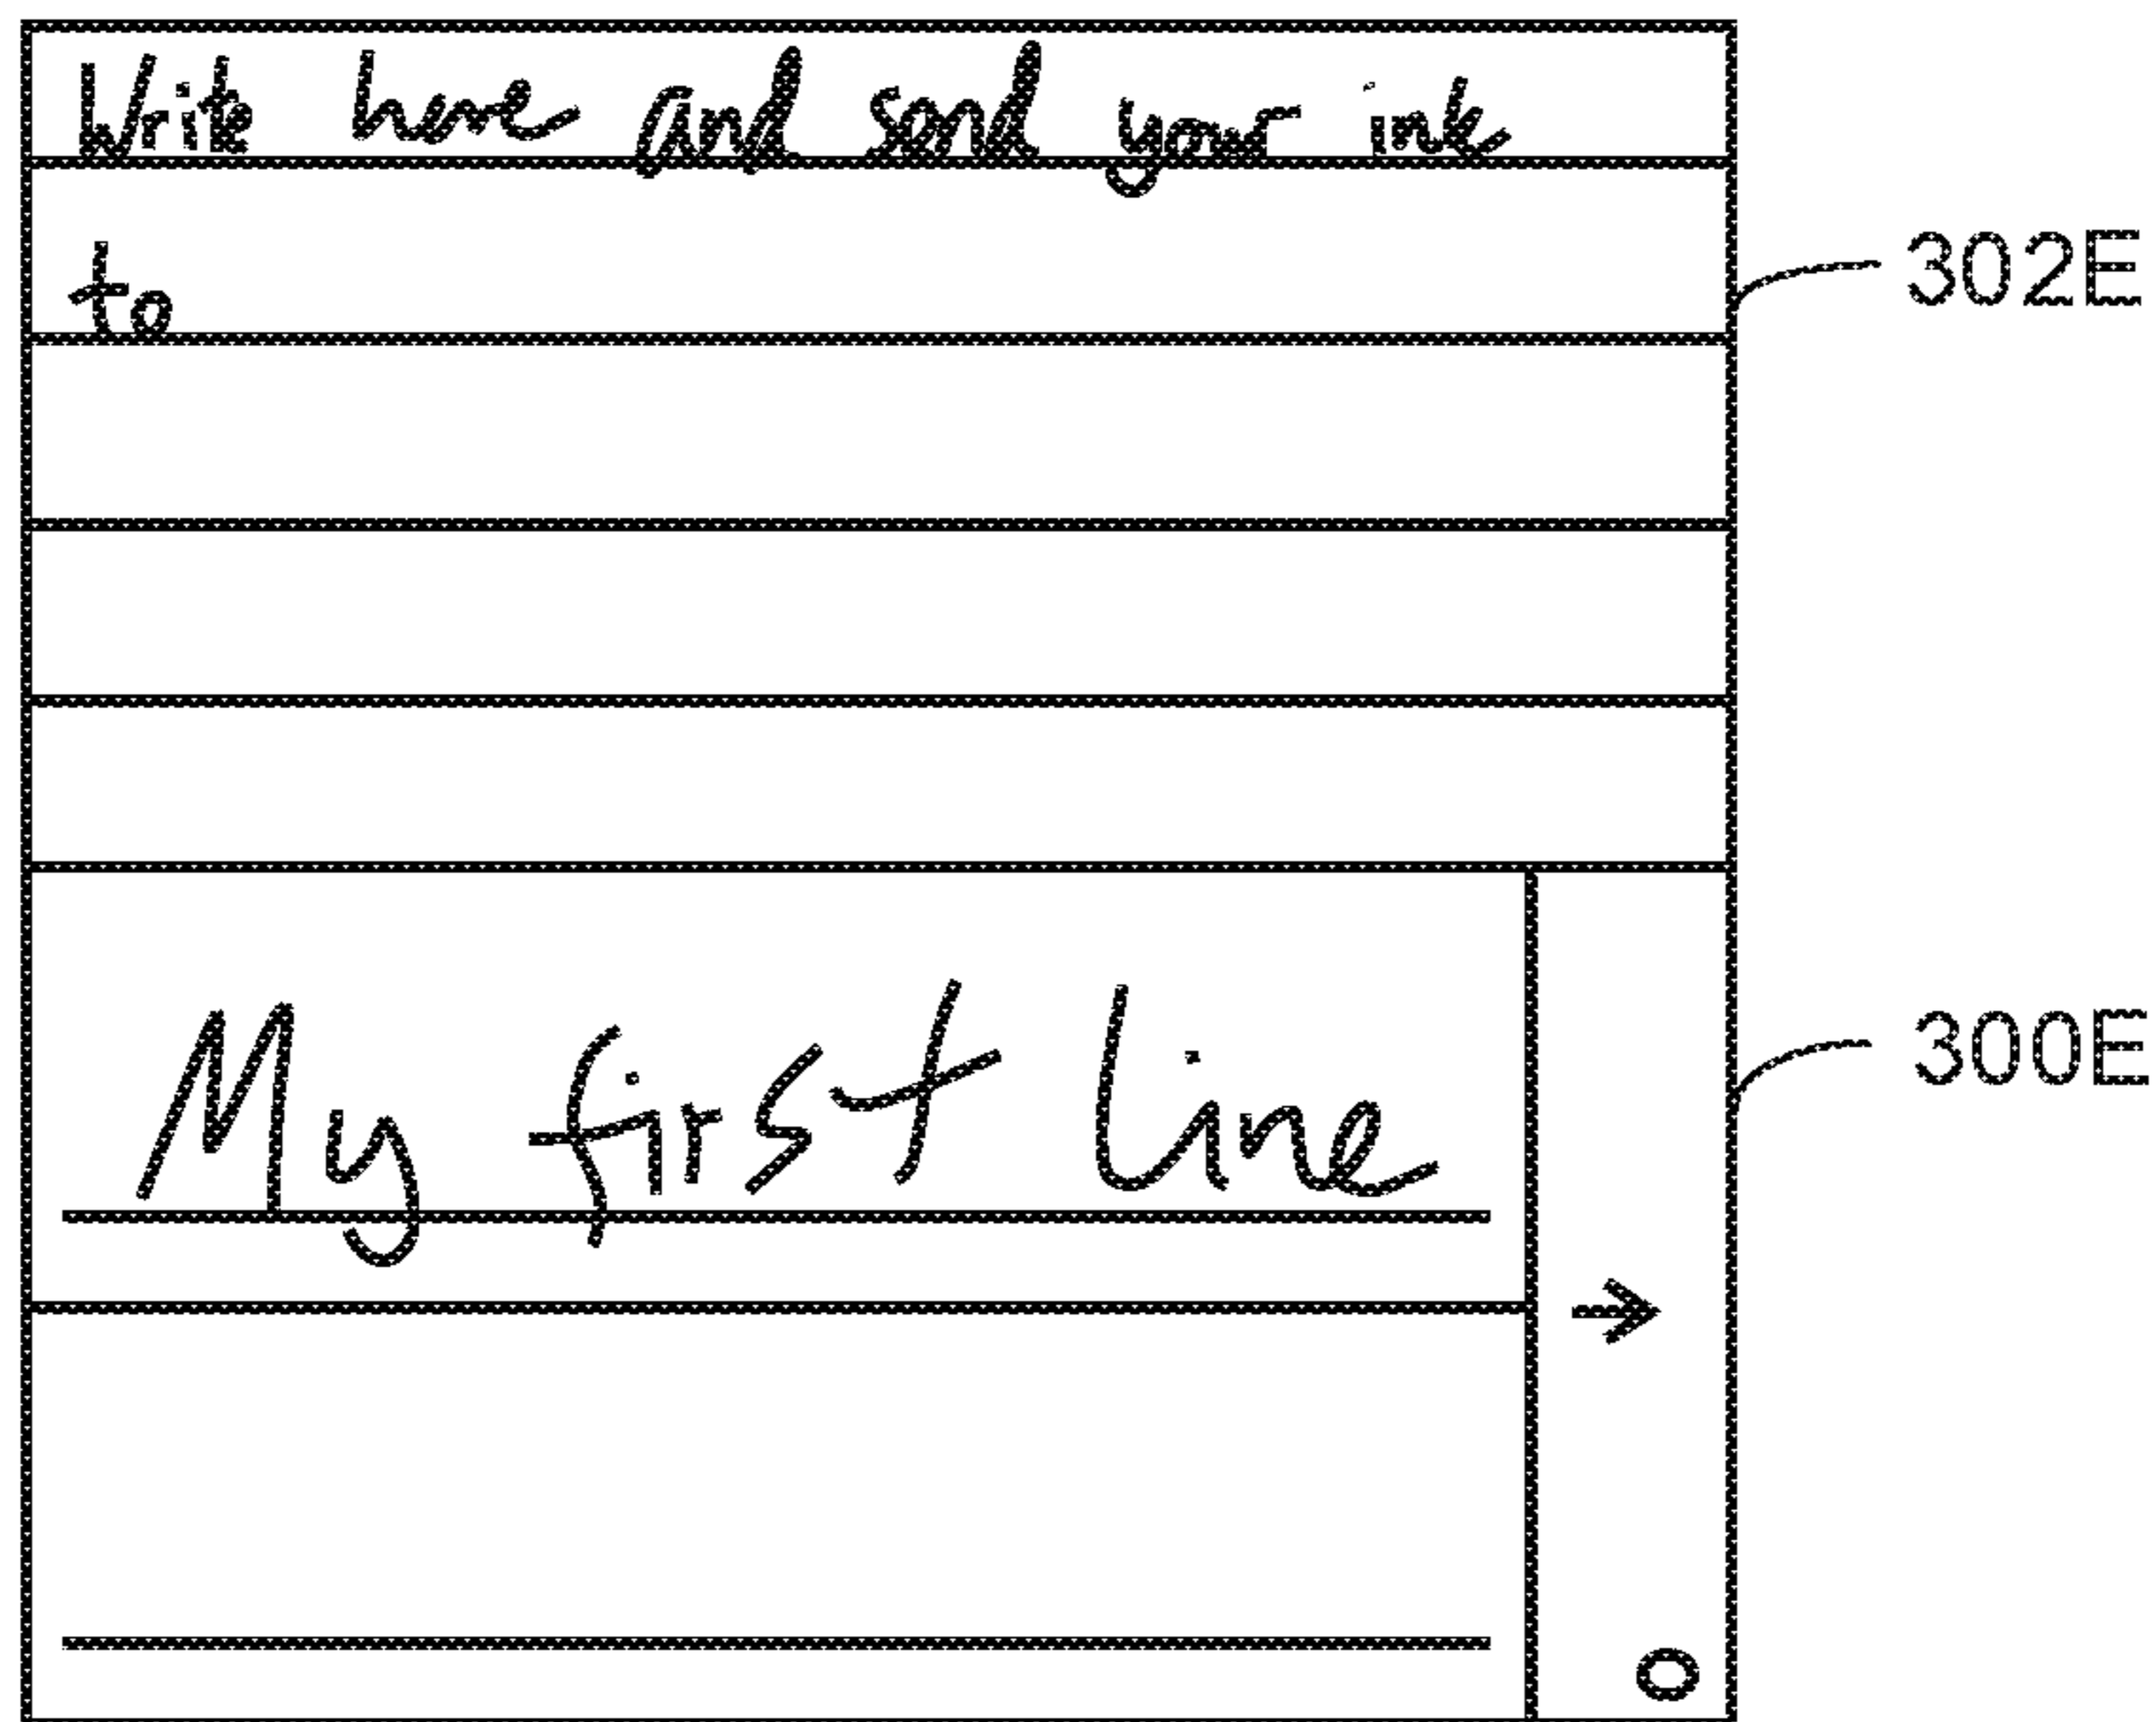 Write here and send your ink
to
302E
My first line
300E